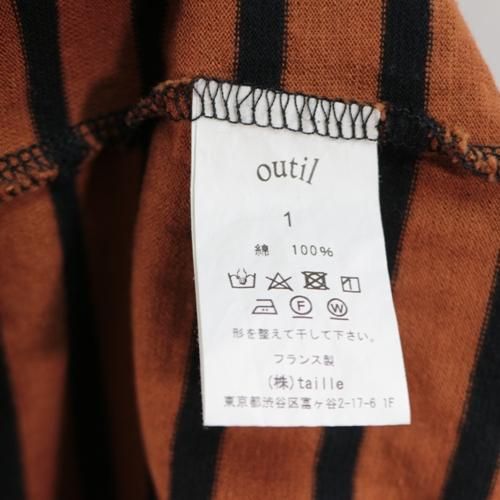 outil
1
綿 100%
F W
形を整えて干して下さい。
フランス製
(株)taille
東京都渋谷区富ヶ谷2-17-6 1F